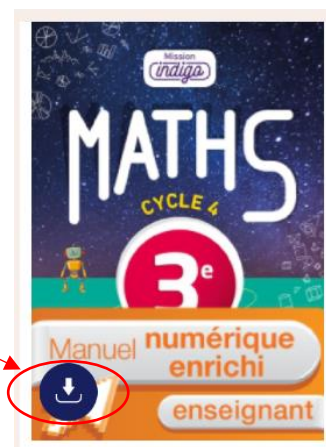 Mission
indigo
MATHS
CYCLE 4
3e
Manuel numérique
enrichi
enseignant